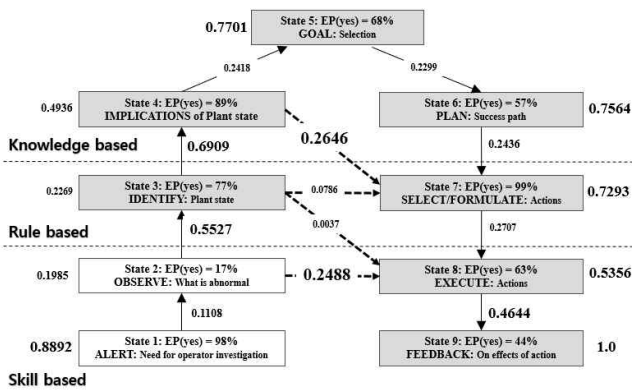 0.7701
State 5: EP(yes) = 68%
GOAL: Selection
0.2418
0.2299
0.4936
State 4: EP(yes) = 89%
IMPLICATIONS of Plant state
State 6: EP(yes) = 57%
PLAN: Success path
0.7564
Knowledge based
0.6909
0.2646
0.2436
0.2269
State 3: EP(yes) = 77%
IDENTIFY: Plant state
0.0786
State 7: EP(yes) = 99%
SELECT/FORMULATE: Actions
0.7293
Rule based
0.5527
0.0037
0.2707
0.1985
State 2: EP(yes) = 17%
OBSERVE: What is abnormal
0.2488
State 8: EP(yes) = 63%
EXECUTE: Actions
0.5356
0.1108
0.4644
0.8892
State 1: EP(yes) = 98%
ALERT: Need for operator investigation
State 9: EP(yes) = 44%
FEEDBACK: On effects of action
1.0
Skill based